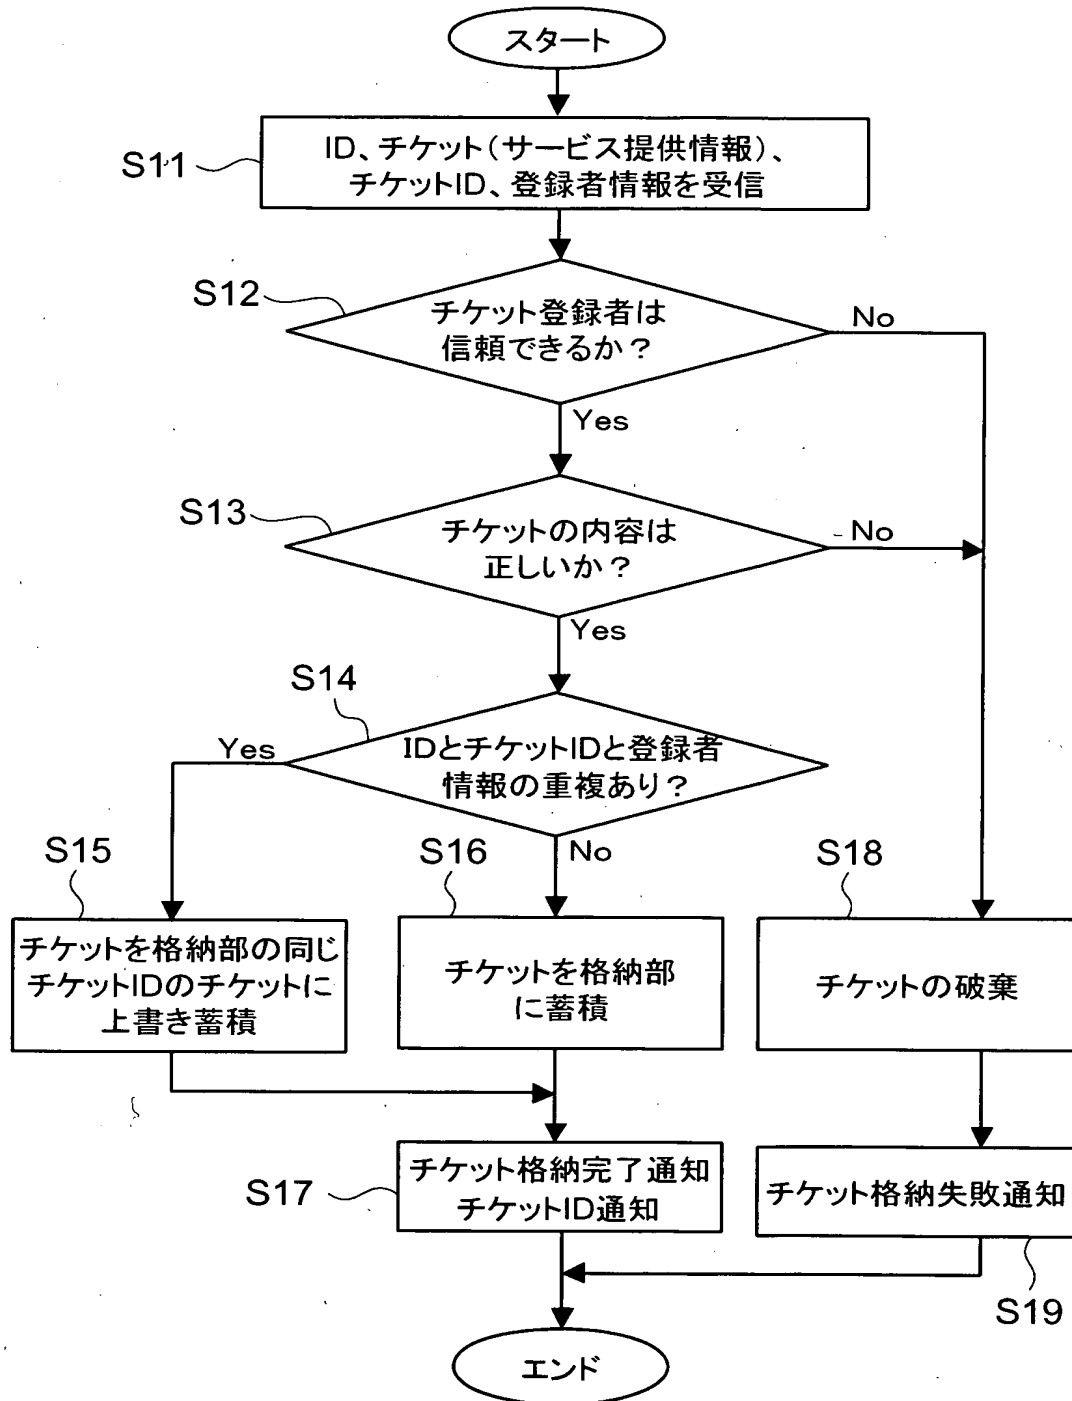 スタート
S11
ID、チケット(サービス提供情報)、
チケットID、登録者情報を受信
S12
チケット登録者は
信頼できるか？
No
Yes
S13
チケットの内容は
正しいか？
No
Yes
S14
IDとチケットIDと登録者
情報の重複あり？
Yes
No
S15
チケットを格納部の同じ
チケットIDのチケットに
上書き蓄積
S16
チケットを格納部
に蓄積
S18
チケットの破棄
S17
チケット格納完了通知
チケットID通知
チケット格納失敗通知
S19
エンド